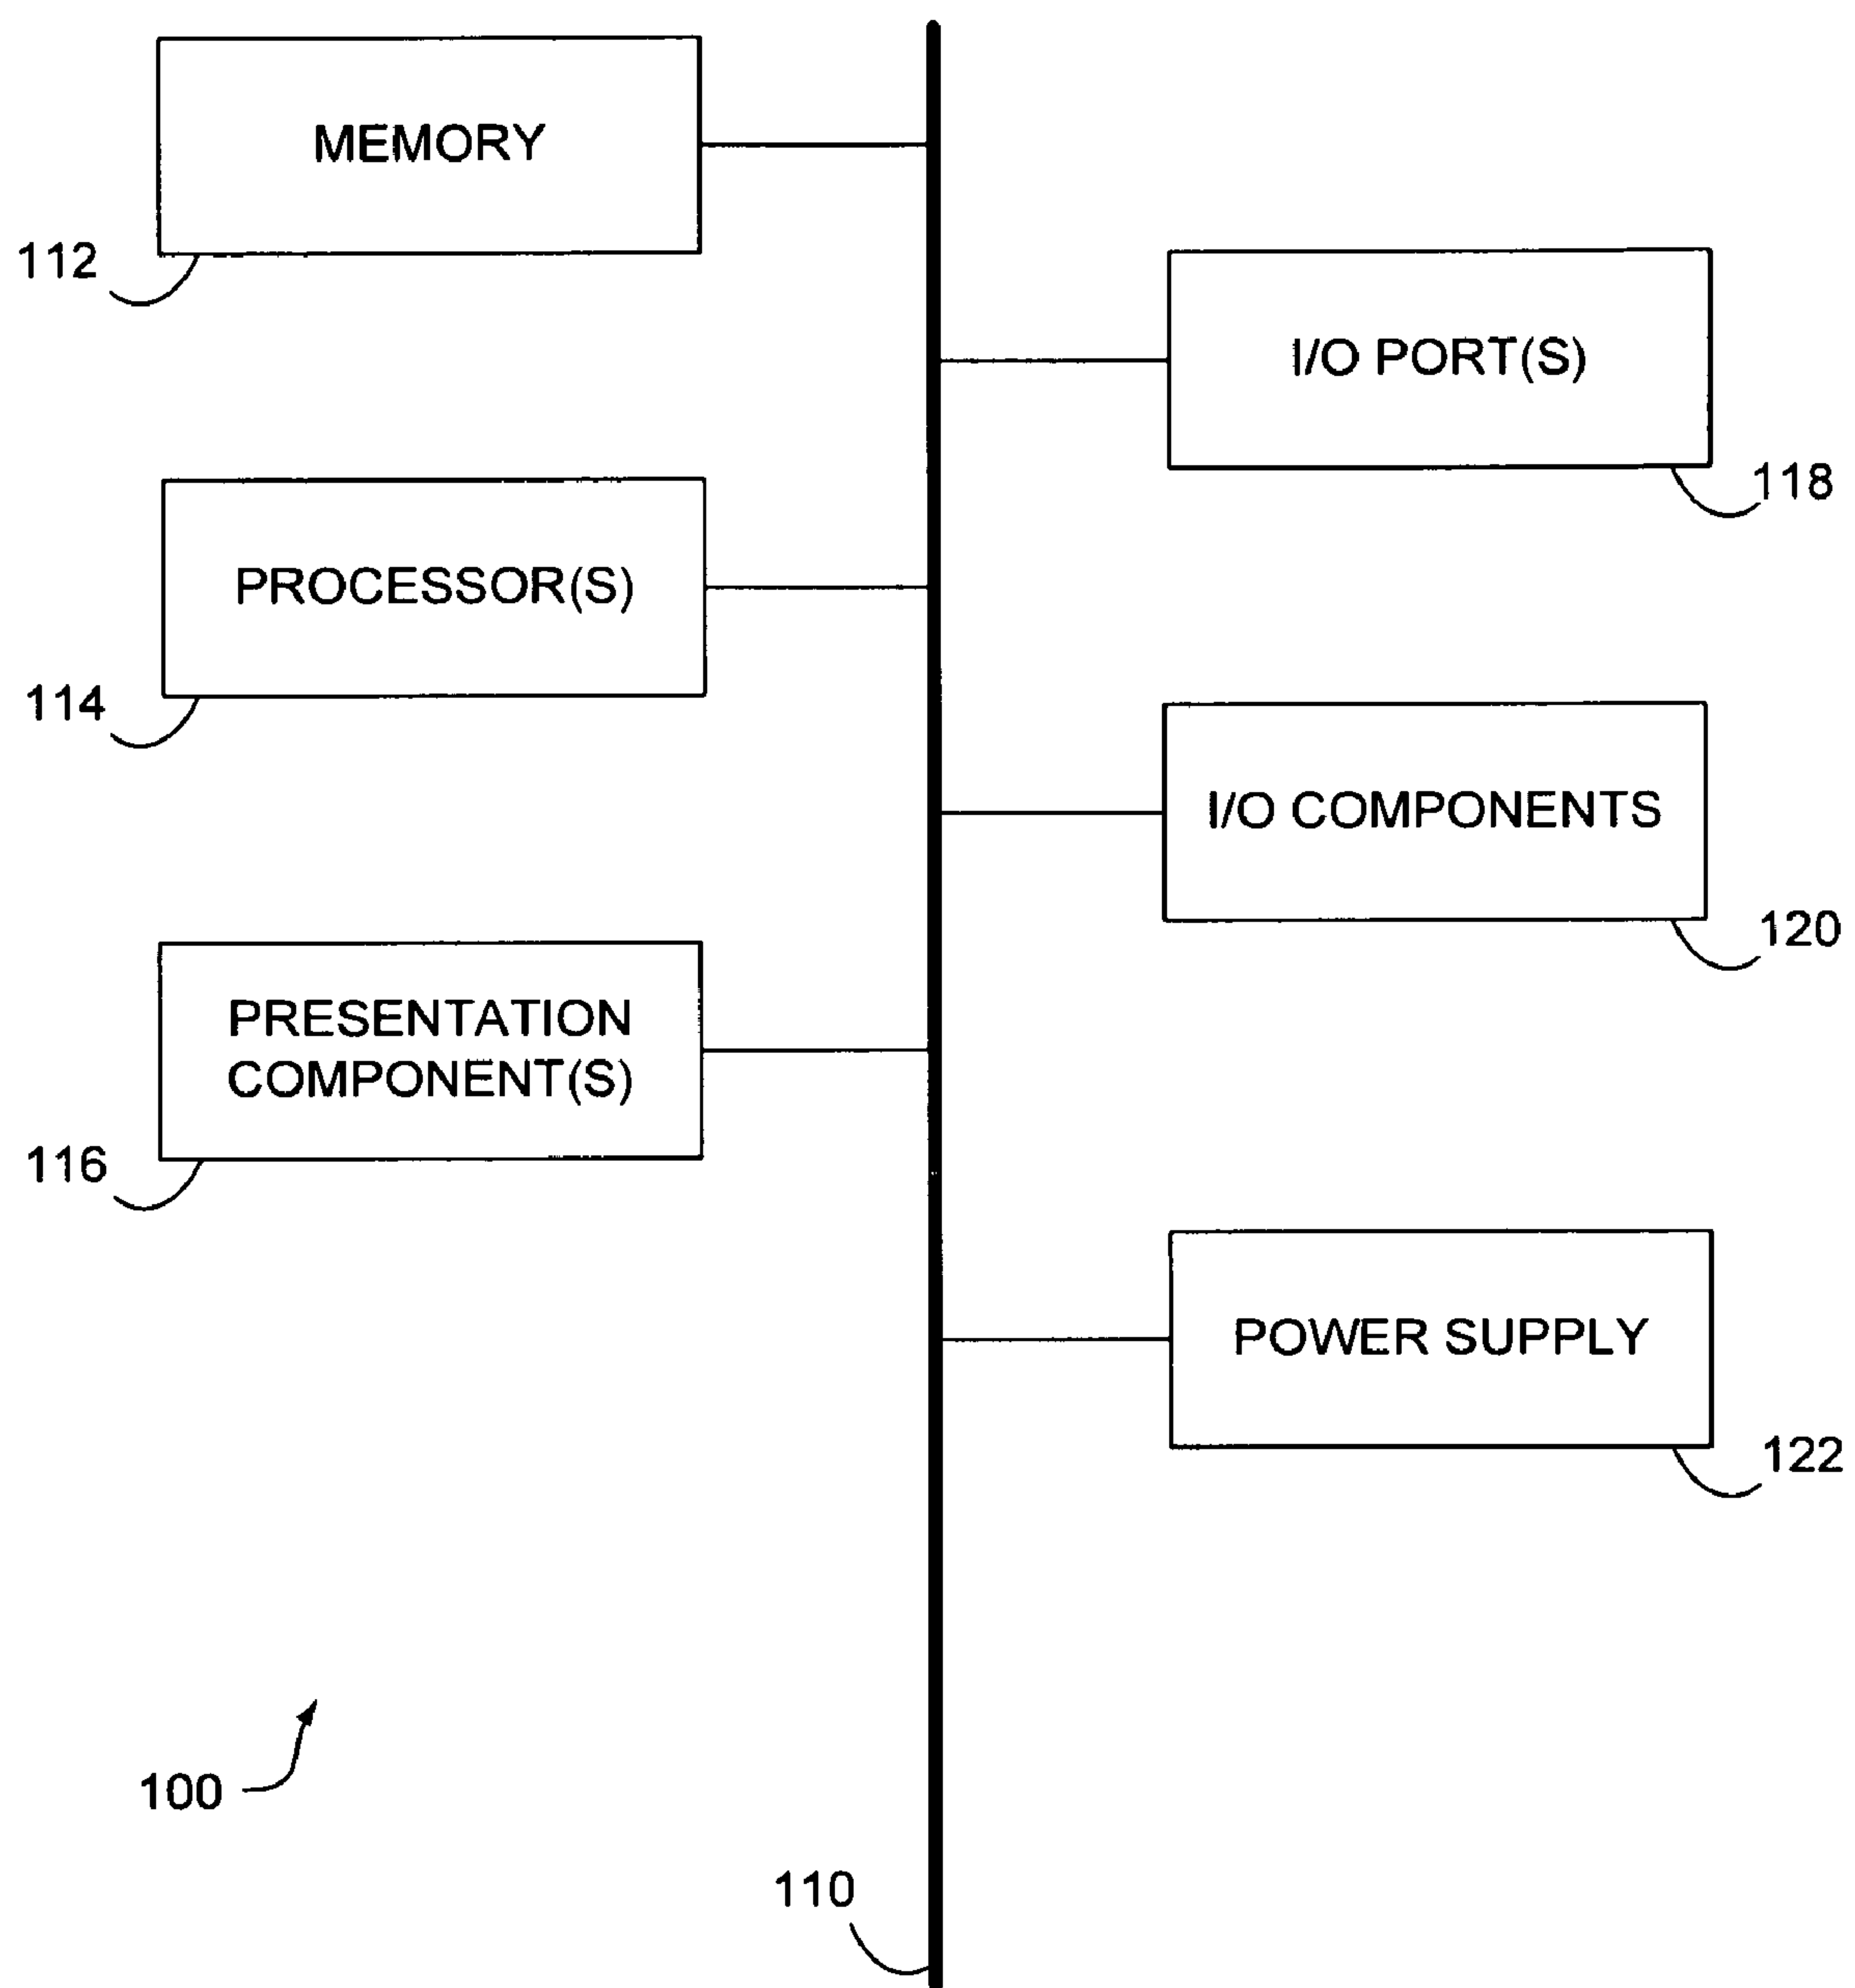 MEMORY
112
I/O PORT(S)
118
PROCESSOR(S)
114
I/O COMPONENTS
120
PRESENTATION
COMPONENT(S)
116
POWER SUPPLY
122
100
110